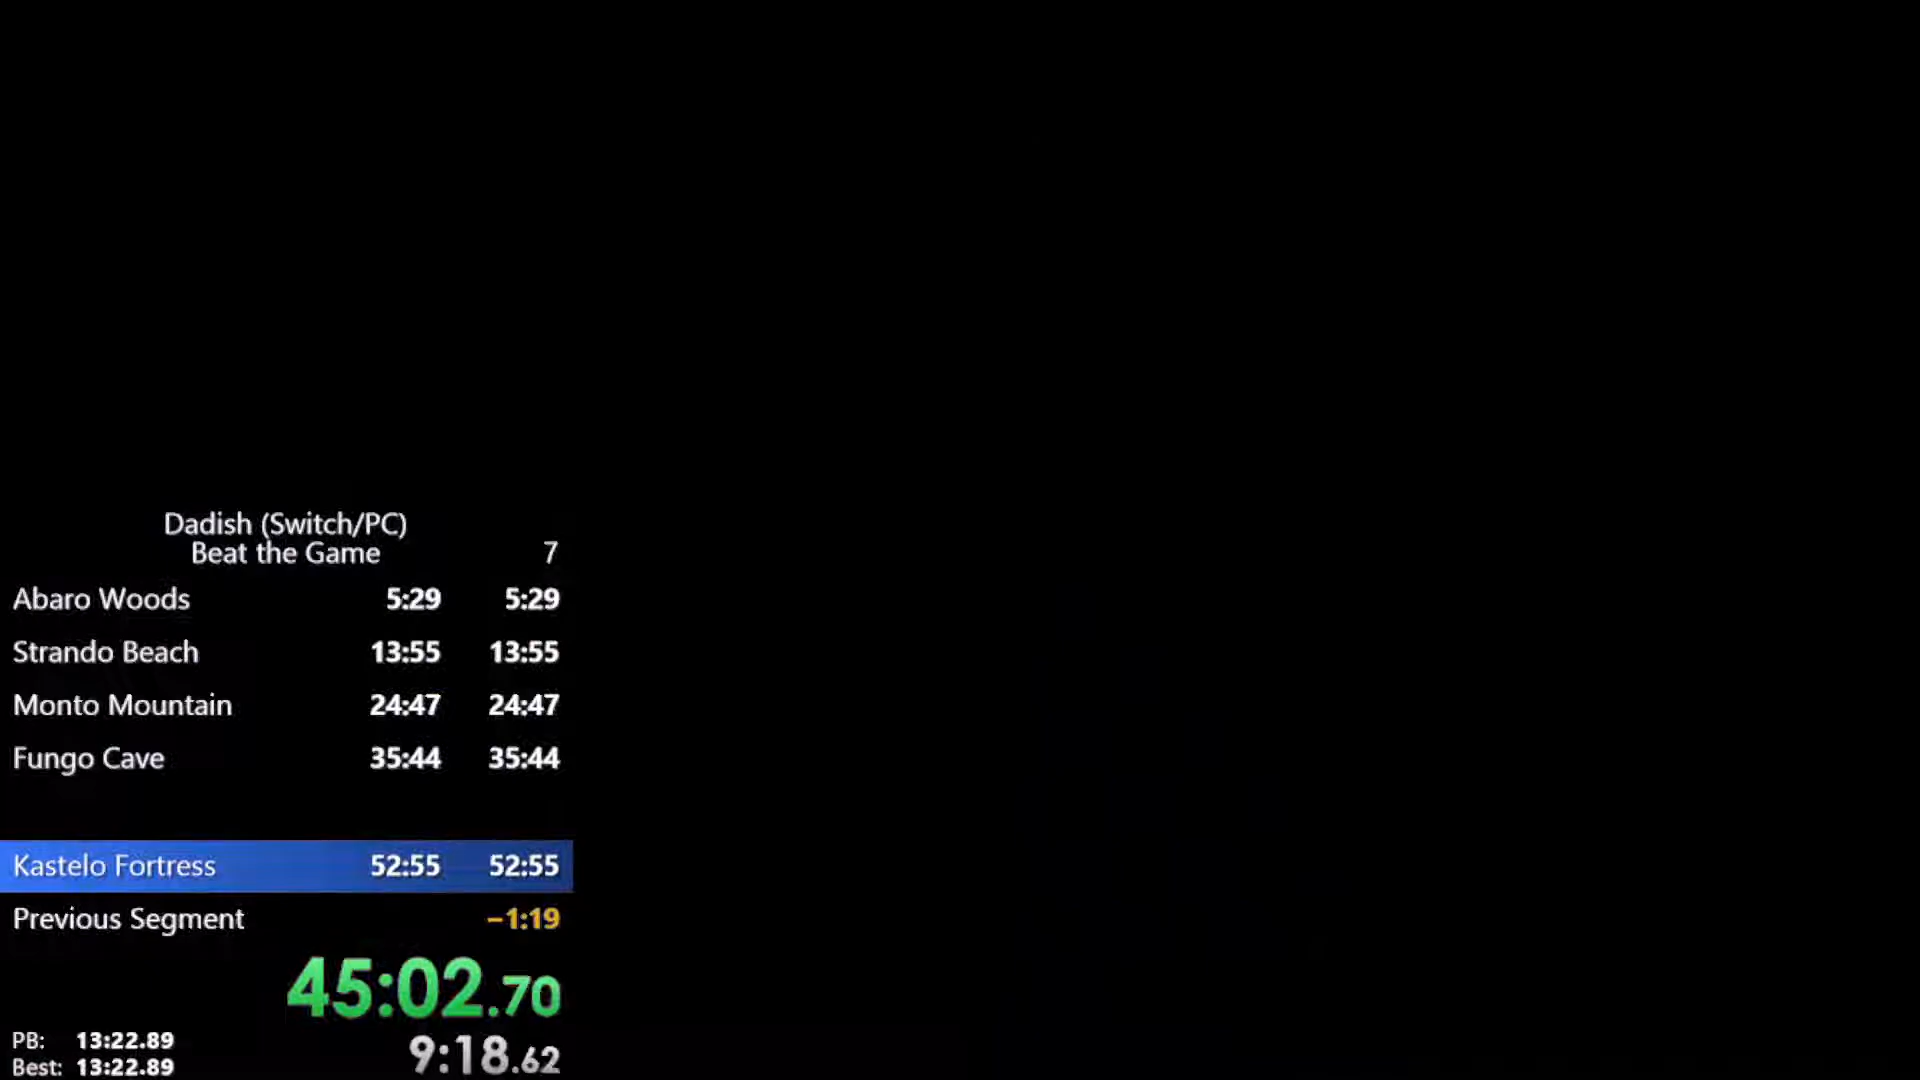 Dadish (Switch/PC)
Beat the Game 7
Abaro Woods 5:29 5:29
Strando Beach 13:55 13:55
Monto Mountain 24:47 24:47
Fungo Cave 35:44 35:44
Kastelo Fortress 52:55 52:55
Previous Segment −1:19
45:02.70
PB: 13:22.89
Best: 13:22.89
9:18.62